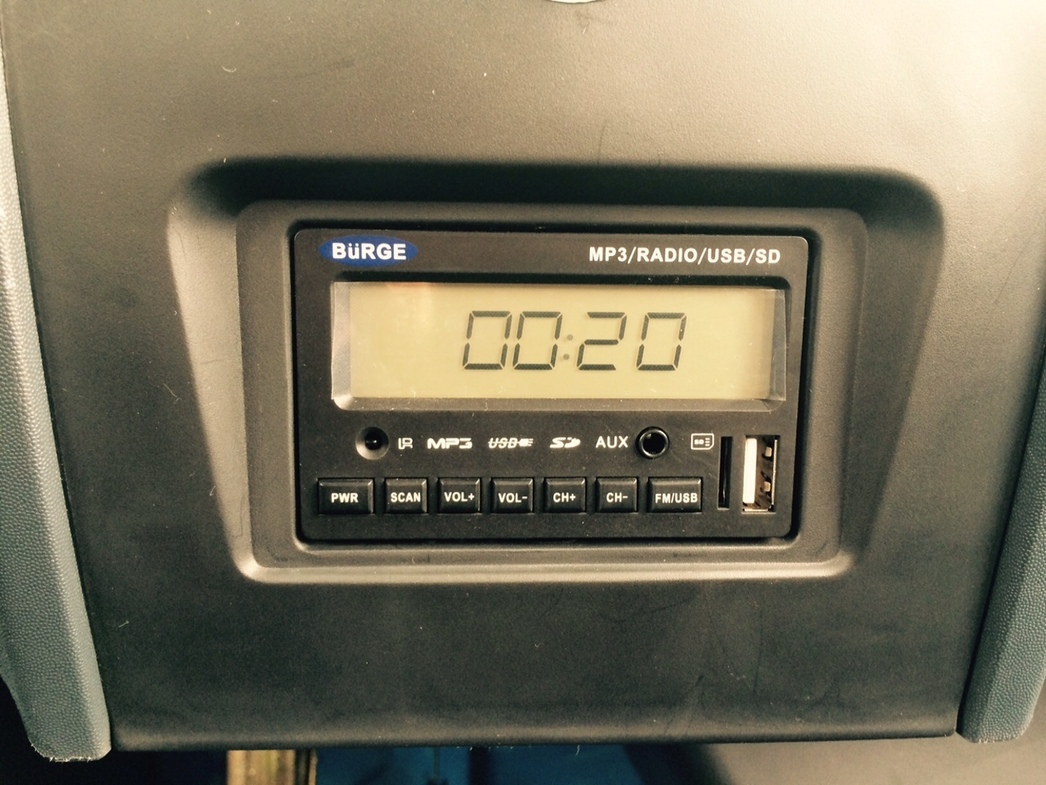 BüRGE MP3/RADIO/USB/SD
00:20
IR MP3 USB SD AUX
PWR SCAN VOL+ VOL- CH+ CH- FM/USB